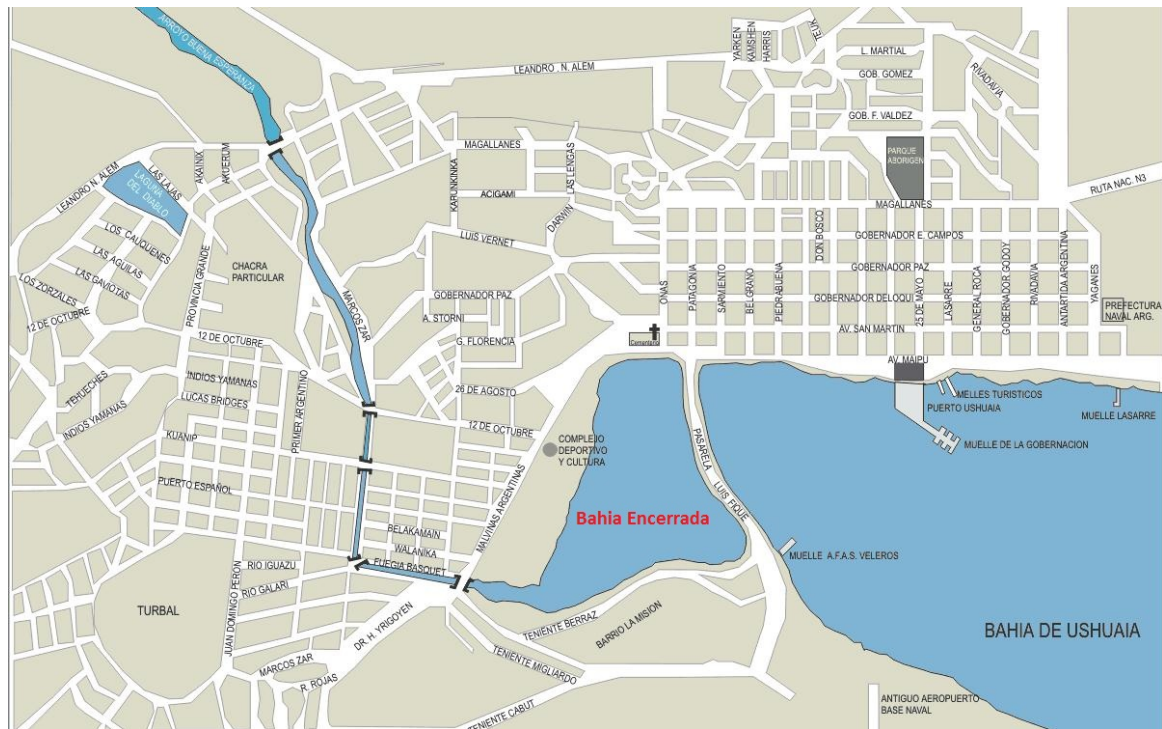 ARROYO BUENA ESPERANZA
LEANDRO . N. ALEM
YARKEN
KAMSHEN
HARRIS
TEUK
L. MARTIAL
GOB. GOMEZ
RIVADAVIA
GOB. F. VALDEZ
PARQUE
ABORIGEN
RUTA NAC. N3
MAGALLANES
MAGALLANES
LEANDRO N. ALEM
LAS LAJAS
AKAINIX
AKUERUM
LAGUNA
DEL DIABLO
KARUNKINKA
ACIGAMI
LAS LENGAS
DARWIN
LUIS VERNET
LOS CAUQUENES
LAS AGUILAS
LAS GAVIOTAS
LOS ZORZALES
12 DE OCTUBRE
PROVINCIA GRANDE
CHACRA
PARTICULAR
MARCOS ZAR
GOBERNADOR PAZ
A. STORNI
G. FLORENCIA
ONAS
PATAGONIA
SARMIENTO
BELGRANO
PIEDRABUENA
D.ON BOSCO
GOBERNADOR E. CAMPOS
GOBERNADOR PAZ
GOBERNADOR DELOQUI
AV. SAN MARTIN
25 DE MAYO
LASARRE
GENERAL ROCA
GOBERNADOR GODOY
RIVADAVIA
ANTARTIDA ARGENTINA
YAGANES
PREFECTURA
NAVAL ARG.
Cementario
AV. MAIPU
12 DE OCTUBRE
INDIOS YAMANAS
LUCAS BRIDGES
TEHUECHES
INDIOS YAMANAS
KUANIP
PRIMER ARGENTINO
26 DE AGOSTO
12 DE OCTUBRE
COMPLEJO
DEPORTIVO
Y CULTURA
MELLES TURISTICOS
PUERTO USHUAIA
MUELLE LASARRE
MUELLE DE LA GOBERNACION
PASARELA LUIS FIQUE
PUERTO ESPAÑOL
MALVINAS ARGENTINAS
Bahia Encerrada
BELAKAMAIN
WALANIKA
FUEGIA BASQUET
MUELLE A.F.A.S. VELEROS
RIO IGUAZU
RIO GALARI
JUAN DOMINGO PERON
TURBAL
DR. H. YRIGOYEN
TENIENTE BERRAZ
BARRIO LA MISION
TENIENTE MIGLIARDO
BAHIA DE USHUAIA
MARCOS ZAR
R. ROJAS
TENIENTE CABUT
ANTIGUO AEROPUERTO
BASE NAVAL